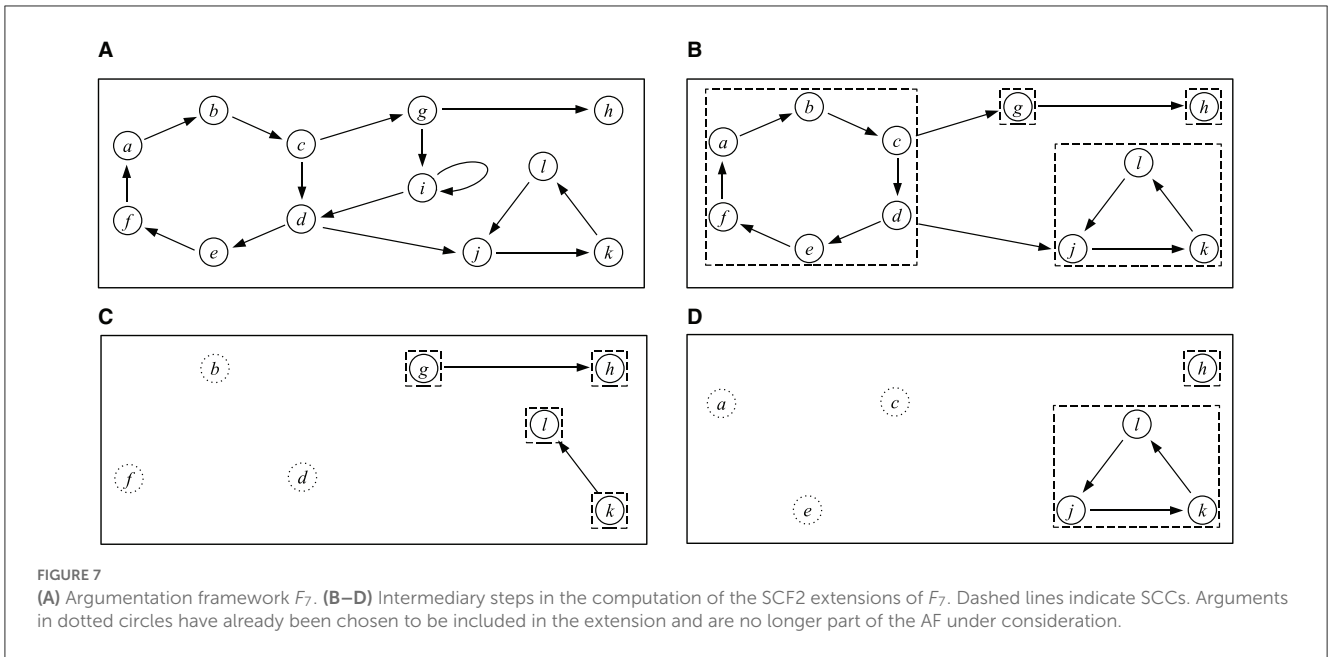 A
b
g
h
a
c
l
i
f
d
e
j
k
B
b
g
h
a
c
l
d
f
e
j
k
C
b
g
h
l
f
d
k
D
h
a
c
l
e
j
k
FIGURE 7
(A) Argumentation framework F7. (B–D) Intermediary steps in the computation of the SCF2 extensions of F7. Dashed lines indicate SCCs. Arguments
in dotted circles have already been chosen to be included in the extension and are no longer part of the AF under consideration.